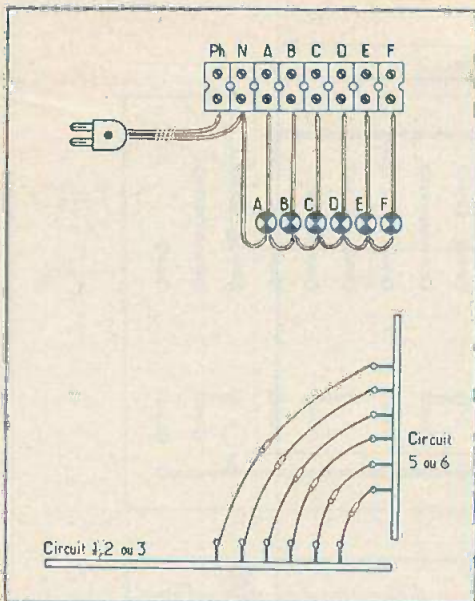 Ph N A B C D E F
A B C D E F
Circuit
5 ou 6
Circuit 1,2 ou 3